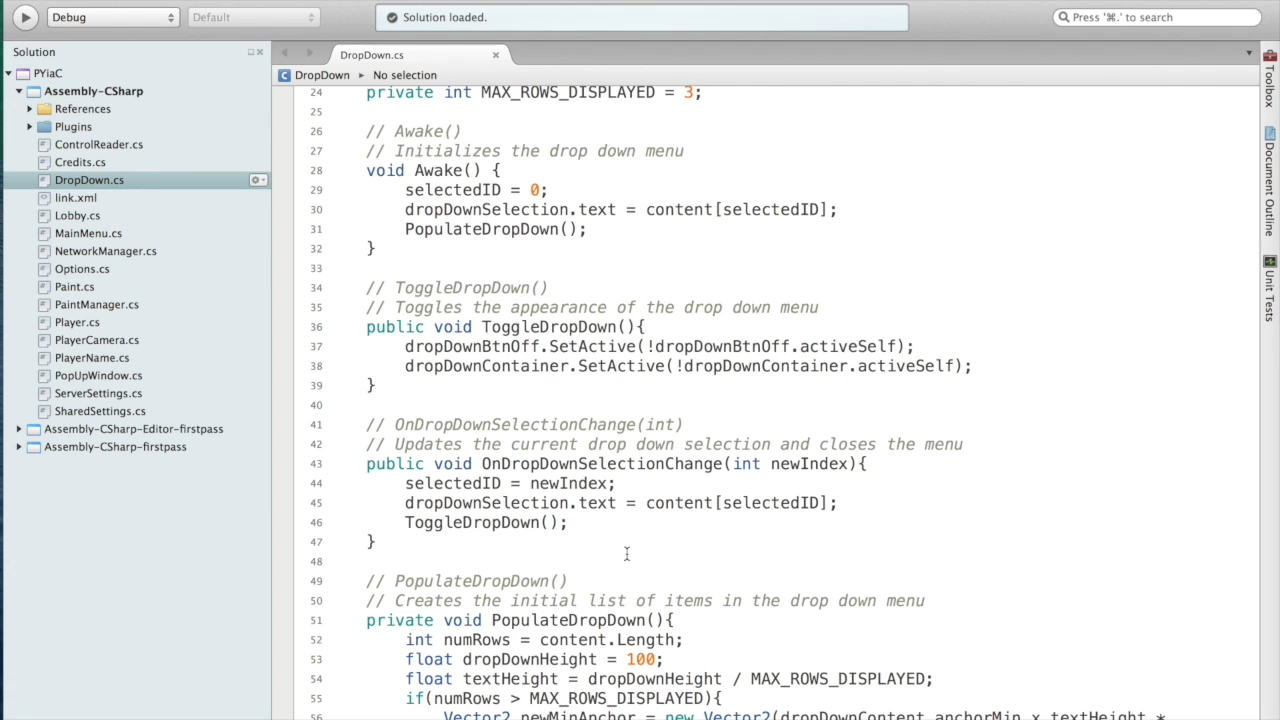 Debug
Default
Solution loaded.
Press '⌘.' to search
Solution
PYiaC
Assembly-CSharp
References
Plugins
ControlReader.cs
Credits.cs
DropDown.cs
link.xml
Lobby.cs
MainMenu.cs
NetworkManager.cs
Options.cs
Paint.cs
PaintManager.cs
Player.cs
PlayerCamera.cs
PlayerName.cs
PopUpWindow.cs
ServerSettings.cs
SharedSettings.cs
Assembly-CSharp-Editor-firstpass
Assembly-CSharp-firstpass
DropDown.cs
DropDown ▸ No selection
24 private int MAX_ROWS_DISPLAYED = 3;
25
26 // Awake()
27 // Initializes the drop down menu
28 void Awake() {
29 selectedID = 0;
30 dropDownSelection.text = content[selectedID];
31 PopulateDropDown();
32 }
33
34 // ToggleDropDown()
35 // Toggles the appearance of the drop down menu
36 public void ToggleDropDown(){
37 dropDownBtnOff.SetActive(!dropDownBtnOff.activeSelf);
38 dropDownContainer.SetActive(!dropDownContainer.activeSelf);
39 }
40
41 // OnDropDownSelectionChange(int)
42 // Updates the current drop down selection and closes the menu
43 public void OnDropDownSelectionChange(int newIndex){
44 selectedID = newIndex;
45 dropDownSelection.text = content[selectedID];
46 ToggleDropDown();
47 }
48
49 // PopulateDropDown()
50 // Creates the initial list of items in the drop down menu
51 private void PopulateDropDown(){
52 int numRows = content.Length;
53 float dropDownHeight = 100;
54 float textHeight = dropDownHeight / MAX_ROWS_DISPLAYED;
55 if(numRows > MAX_ROWS_DISPLAYED){
56 Vector2 newMinAnchor = new Vector2(dropDownContent.anchorMin.x,textHeight *
Toolbox
Document Outline
Unit Tests